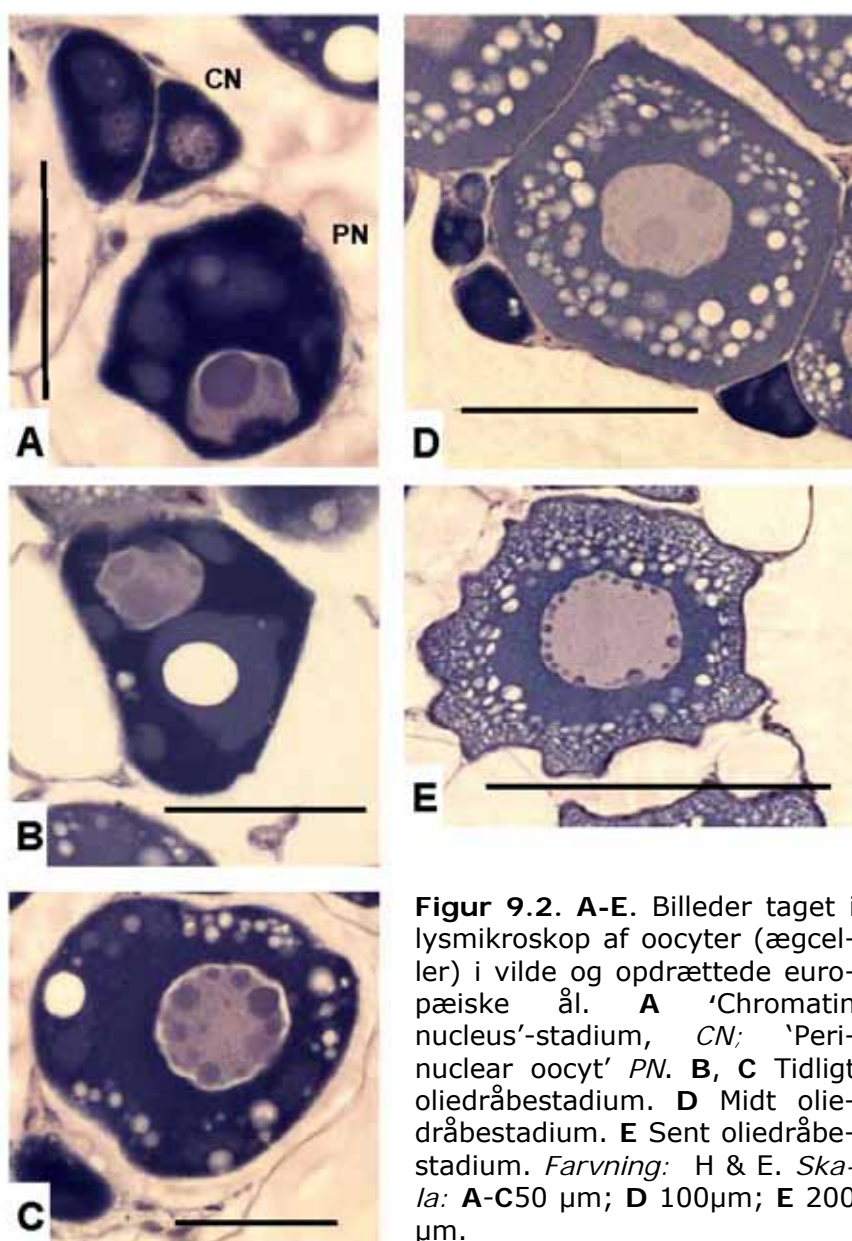 CN
PN
A
D
B
E
C
Figur 9.2. A-E. Billeder taget i
lysmikroskop af oocyter (ægcel-
ler) i vilde og opdrættede euro-
pæiske ål. A ‘Chromatin
nucleus’-stadium, CN; ‘Peri-
nuclear oocyt’ PN. B, C Tidligt
oliedråbestadium. D Midt olie-
dråbestadium. E Sent oliedråbe-
stadium. Farvning: H & E. Ska-
la: A-C50 µm; D 100µm; E 200
µm.